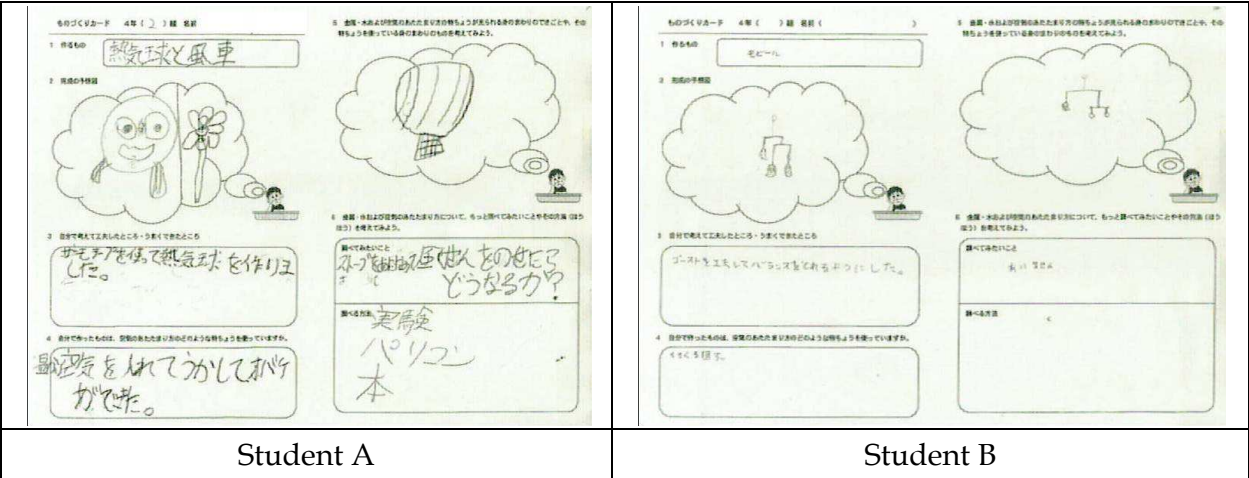 ものづくりカード 4年(2)組 名前
1 作るもの
熱気球と風車
2 完成の予想図
3 自分で考えて工夫したところ・うまくできたところ
サーモテープを使って熱気球を作りま
した。
4 自分で作ったものは、空気のあたたまり方のどのような特ちょうを使っていますか。
空気を入れてうかしてオバケ
ができた。
5 金属・水および空気のあたたまり方の特ちょうが見られる身のまわりのできごとや、その
特ちょうを使っている身のまわりのものを考えてみよう。
6 金属・水および空気のあたたまり方について、もっと調べてみたいことやその方法(ほう
ほう)を考えてみよう。
調べてみたいこと
どうなるか?
調べる方法
実験
パソコン
本
ものづくりカード 4年( )組 名前( )
1 作るもの
モビール
2 完成の予想図
3 自分で考えて工夫したところ・うまくできたところ
ゴーストを工夫してバランスをとれるようにした。
4 自分で作ったものは、空気のあたたまり方のどのような特ちょうを使っていますか。
5 金属・水および空気のあたたまり方の特ちょうが見られる身のまわりのできごとや、その
特ちょうを使っている身のまわりのものを考えてみよう。
6 金属・水および空気のあたたまり方について、もっと調べてみたいことやその方法(ほう
ほう)を考えてみよう。
調べてみたいこと
ありません
調べる方法
Student A
Student B